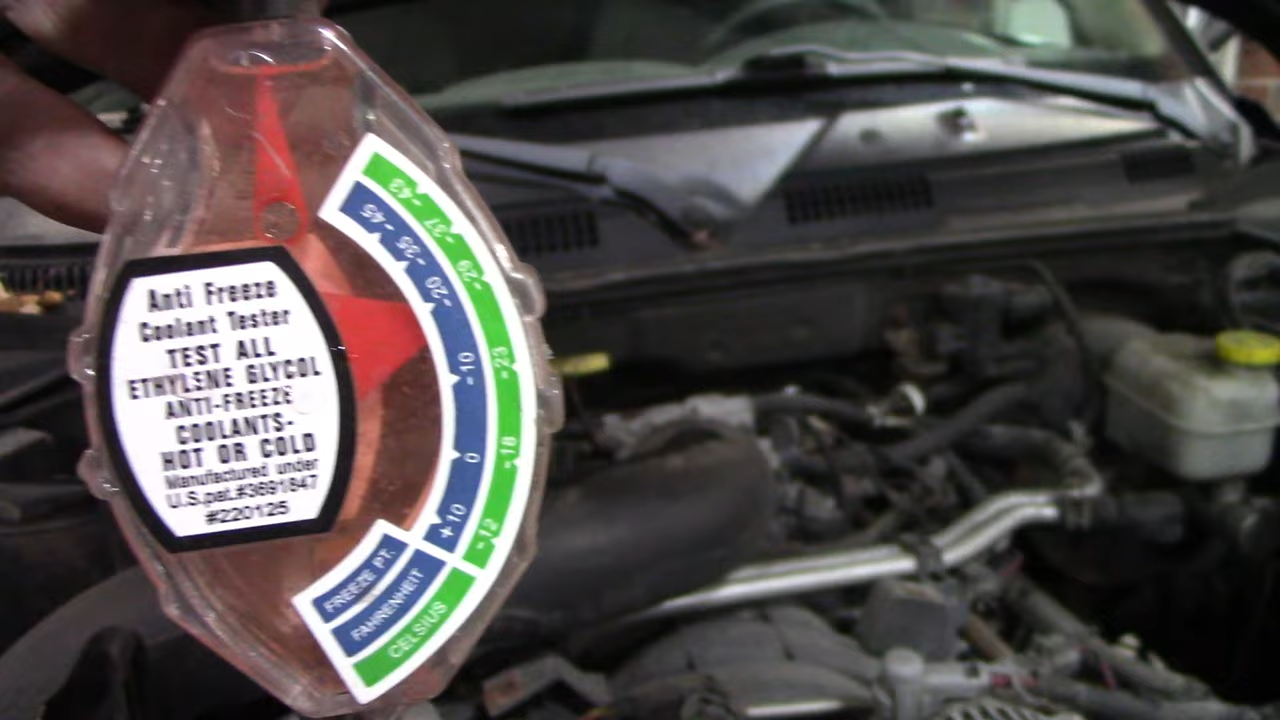 Anti Freeze
Coolant Tester
TEST ALL
ETHYLENE GLYCOL
ANTI-FREEZE
COOLANTS-
HOT OR COLD
Manufactured under
U.S.pat.#3691847
#220125
-45 -35 -20 -10 0 +10
-43 -37 -29 -23 -18 -12
FREEZE PT.
FAHRENHEIT
CELSIUS